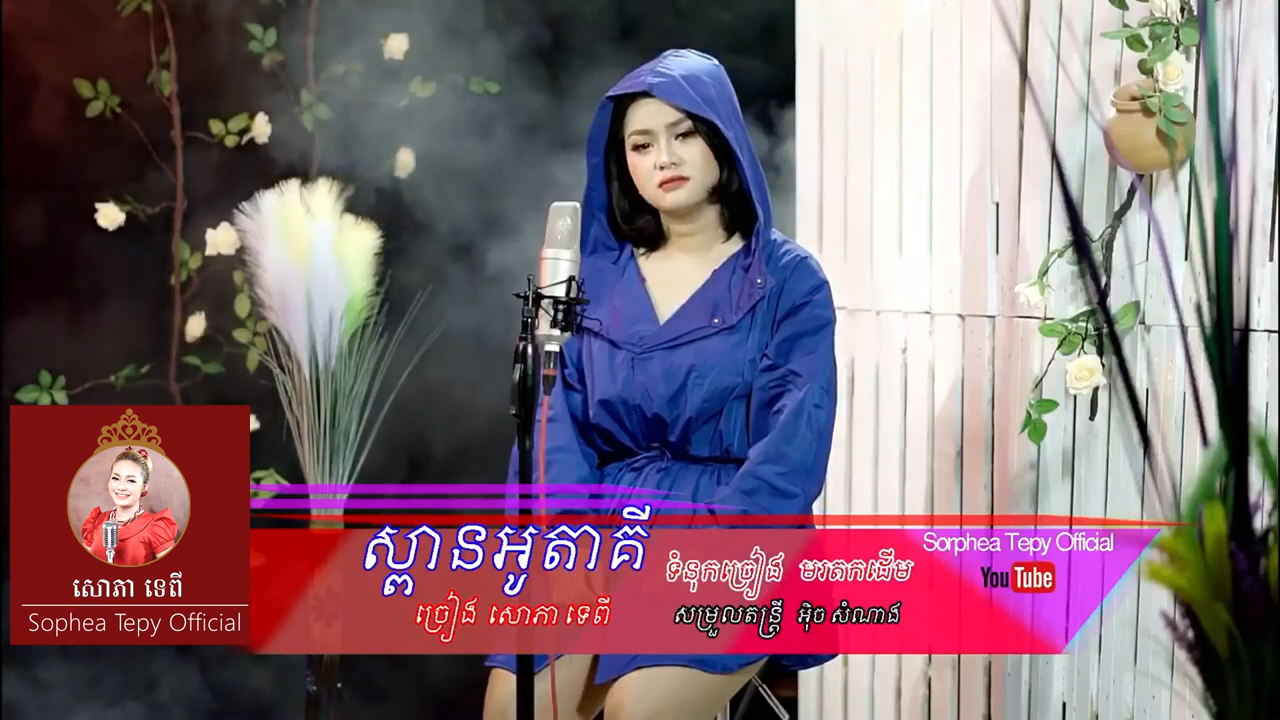 ស្ពានអូតាគី
ទំនុកច្រៀង មរតកដើម
Sorphea Tepy Official
YouTube
ច្រៀង សោភា ទេពី
សម្រួលតន្ត្រី អ៊ិច សំណាង
សោភា ទេពី
Sophea Tepy Official